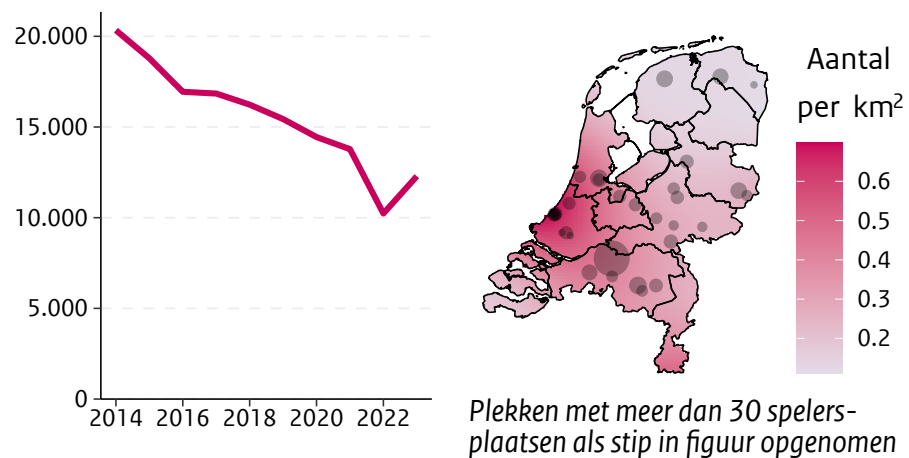 20.000
15.000
10.000
5.000
0
2014 2016 2018 2020 2022
Aantal
per km²
0.6
0.5
0.4
0.3
0.2
Plekken met meer dan 30 spelers-
plaatsen als stip in figuur opgenomen